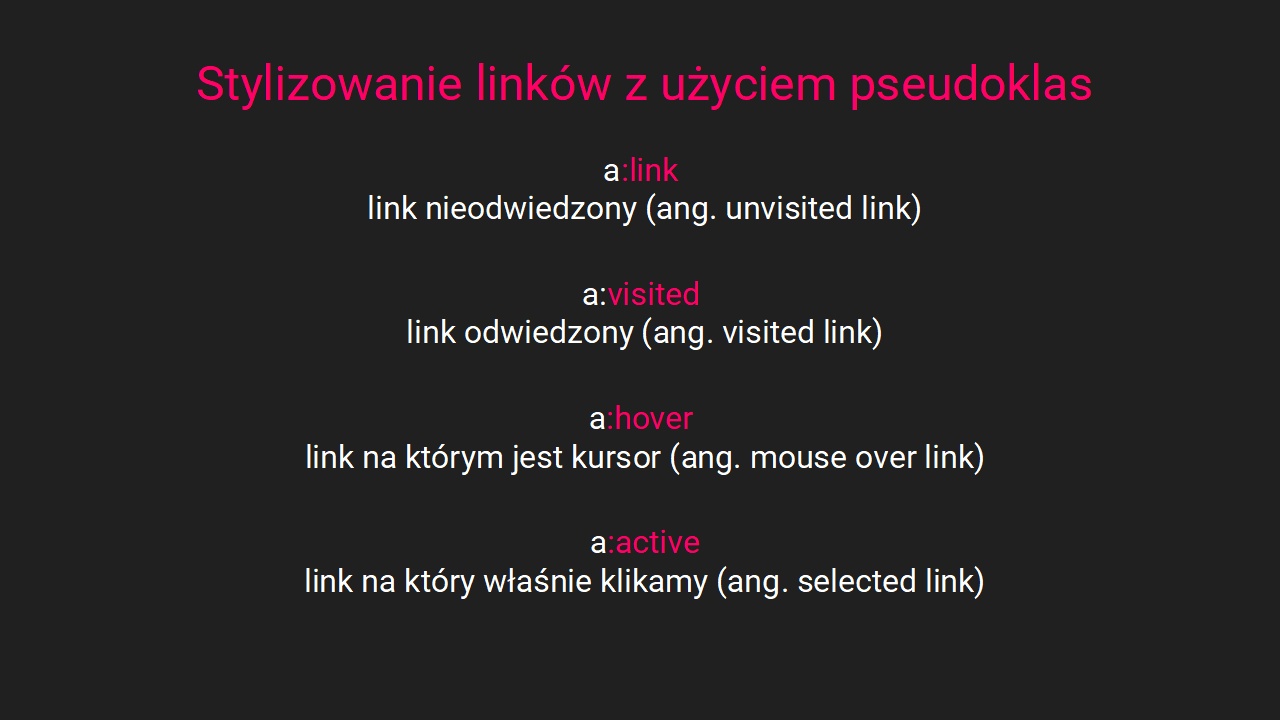 Stylizowanie linków z użyciem pseudoklas
a:link
link nieodwiedzony (ang. unvisited link)
a:visited
link odwiedzony (ang. visited link)
a:hover
link na którym jest kursor (ang. mouse over link)
a:active
link na który właśnie klikamy (ang. selected link)